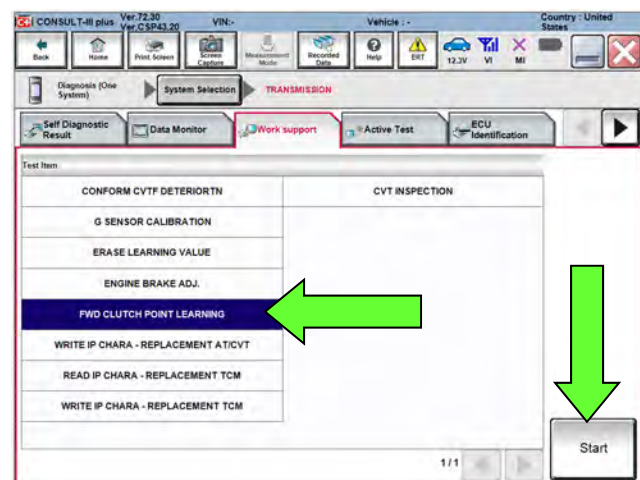 CONSULT-III plus Ver.72.30 VIN:- Vehicle : - Country : United
Ver.CSP43.20 States
Back Home Print Screen Screen Capture Measurement Mode Recorded Data Help ERT 12.3V VI MI
Diagnosis (One System) System Selection TRANSMISSION
Self Diagnostic Result Data Monitor Work support Active Test ECU Identification
Test Item
CONFORM CVTF DETERIORTN CVT INSPECTION
G SENSOR CALIBRATION
ERASE LEARNING VALUE
ENGINE BRAKE ADJ.
FWD CLUTCH POINT LEARNING
WRITE IP CHARA - REPLACEMENT AT/CVT
READ IP CHARA - REPLACEMENT TCM
WRITE IP CHARA - REPLACEMENT TCM
1/1
Start